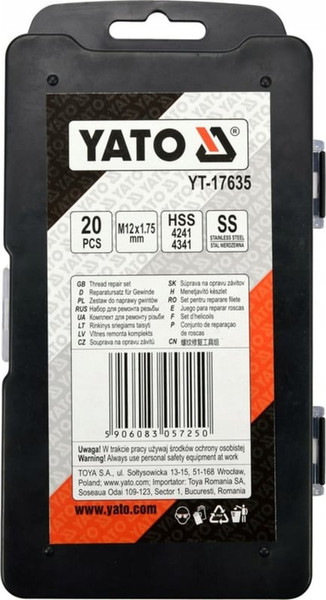 YATO ®
YT-17635
20 PCS
M12x1.75 mm
HSS 4241 4341
SS STAINLESS STEEL STAL NIERDZEWNA
GB Thread repair set
D Reparatursatz für Gewinde
PL Zestaw do naprawy gwintów
RUS Набор для ремонта резьбы
UA Комплект для ремонту різьби
LT Rinkinys sriegiams taisyti
LV Vītnes remonta komplekts
CZ Souprava na opravu závitů
SK Súprava na opravu závitov
H Menetjavító készlet
RO Set pentru reparare filete
E Juego para reparar roscas
F Set d'helicoils
P Conjunto de reparaçao de roscas
CN 螺纹修复工具组
5 906083 057250
Uwaga! W trakcie pracy używaj środków ochrony osobistej
Warning! Always use personal safety equipment at work
TOYA S.A., ul. Sołtysowicka 13-15, 51-168 Wrocław,
Poland; www.yato.com; Importator: Toya Romania SA,
Soseaua Odai 109-123, Sector 1, Bucuresti, Romania
www.yato.com